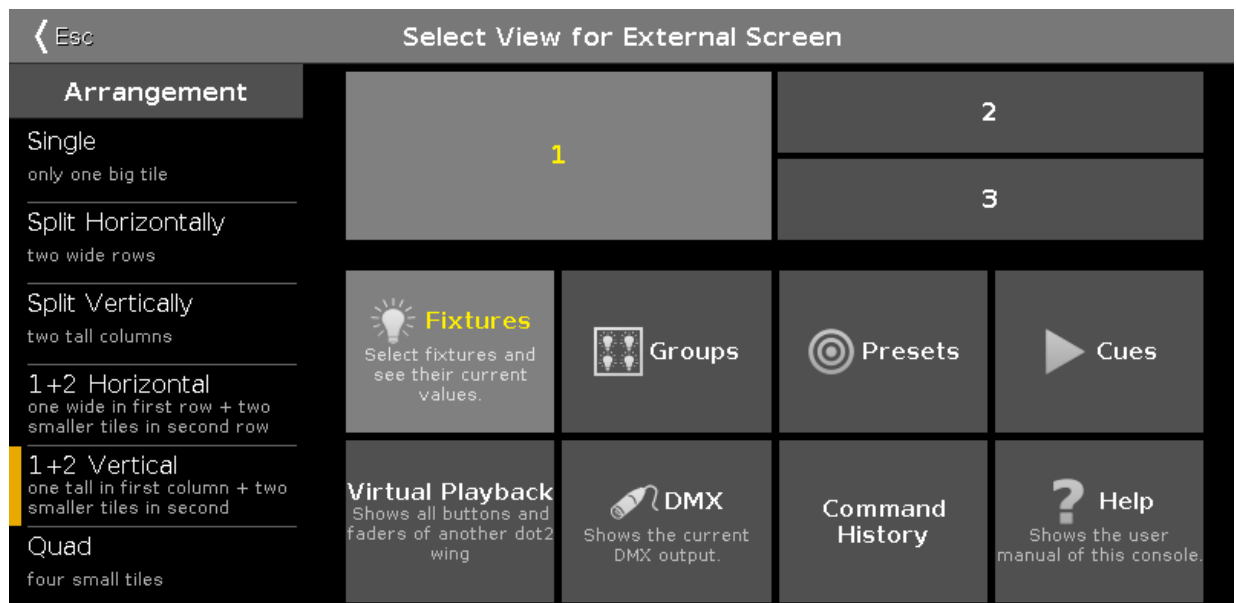 Esc
Select View for External Screen
Arrangement
Single
only one big tile
Split Horizontally
two wide rows
Split Vertically
two tall columns
1+2 Horizontal
one wide in first row + two
smaller tiles in second row
1+2 Vertical
one tall in first column + two
smaller tiles in second
Quad
four small tiles
1
2
3
Fixtures
Select fixtures and
see their current
values.
Groups
Presets
Cues
Virtual Playback
Shows all buttons and
faders of another dot2
wing
DMX
Shows the current
DMX output.
Command
History
Help
Shows the user
manual of this console.